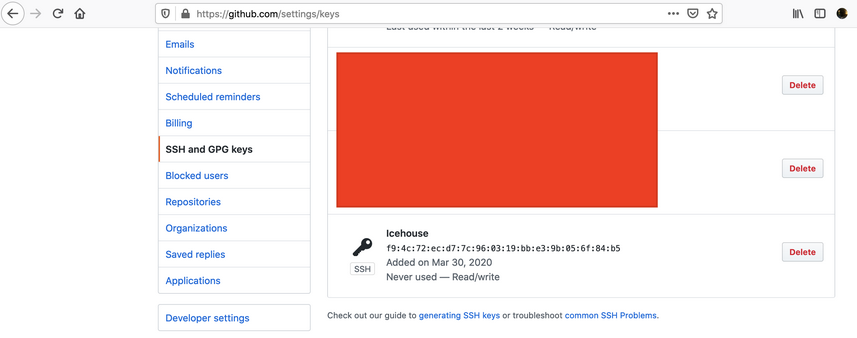 https://github.com/settings/keys
Emails
Notifications
Scheduled reminders
Billing
SSH and GPG keys
Blocked users
Repositories
Organizations
Saved replies
Applications
Developer settings
Last used within the last 2 weeks — Read/write
Delete
Delete
Icehouse
f9:4c:72:ec:d7:7c:96:03:19:bb:e3:9b:05:6f:84:b5
Added on Mar 30, 2020
Never used — Read/write
SSH
Delete
Check out our guide to generating SSH keys or troubleshoot common SSH Problems.